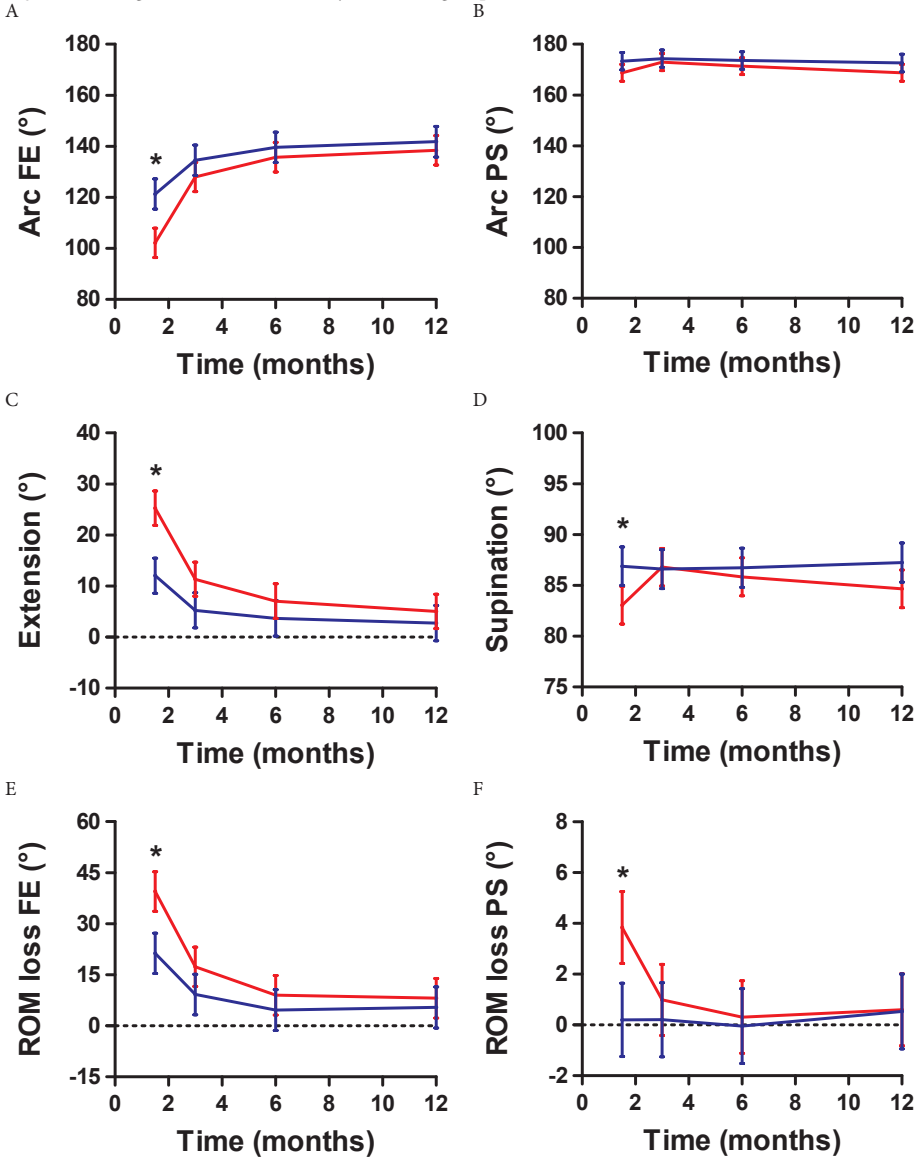 A
180
160
140
120
100
80
Arc FE (°)
*
0 2 4 6 8 10 12
Time (months)
B
180
160
140
120
100
80
Arc PS (°)
0 2 4 6 8 10 12
Time (months)
C
40
30
20
10
0
-10
Extension (°)
*
0 2 4 6 8 10 12
Time (months)
D
100
95
90
85
80
75
Supination (°)
*
0 2 4 6 8 10 12
Time (months)
E
60
45
30
15
0
-15
ROM loss FE (°)
*
0 2 4 6 8 10 12
Time (months)
F
8
6
4
2
0
-2
ROM loss PS (°)
*
0 2 4 6 8 10 12
Time (months)